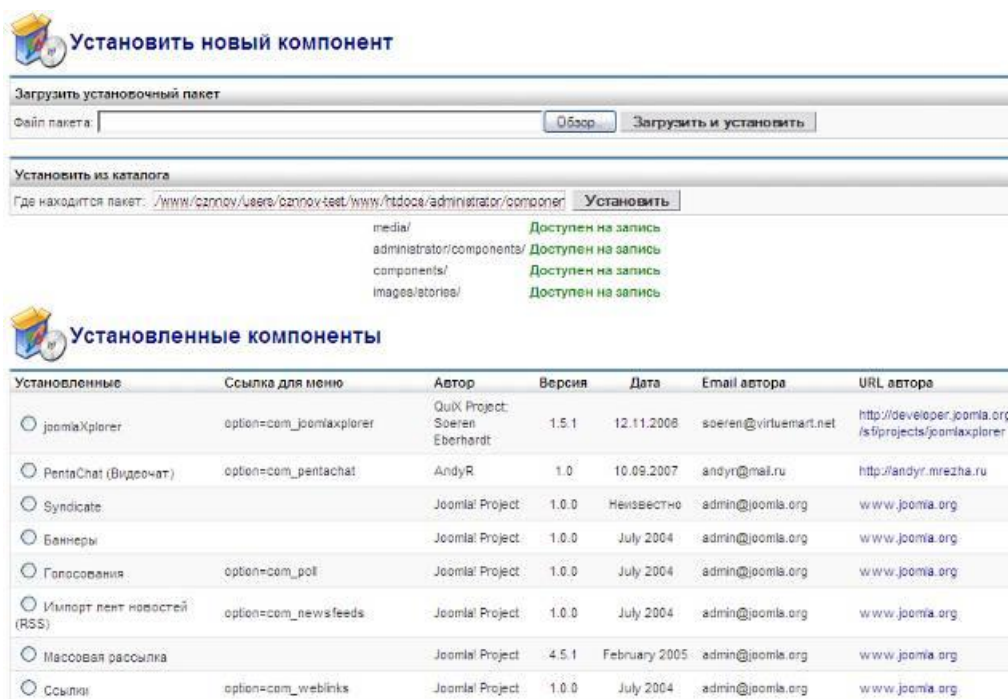 Установить новый компонент
Загрузить установочный пакет
Файл пакета: Обзор... Загрузить и установить
Установить из каталога
Где находится пакет: /www/cznnov/users/cznnov-test/www/htdocs/administrator/componen Установить
media/ Доступен на запись
administrator/components/ Доступен на запись
components/ Доступен на запись
images/stories/ Доступен на запись
Установленные компоненты
Установленные Ссылка для меню Автор Версия Дата Email автора URL автора
joomlaXplorer option=com_joomlaxplorer QuiX Project: Soeren Eberhardt 1.5.1 12.11.2006 soeren@virtuemart.net http://developer.joomla.org
/sf/projects/joomlaxplorer
PentaChat (Видеочат) option=com_pentachat AndyR 1.0 10.09.2007 andyr@mail.ru http://andyr.mrezha.ru
Syndicate Joomla! Project 1.0.0 Неизвестно admin@joomla.org www.joomla.org
Баннеры Joomla! Project 1.0.0 July 2004 admin@joomla.org www.joomla.org
Голосования option=com_poll Joomla! Project 1.0.0 July 2004 admin@joomla.org www.joomla.org
Импорт лент новостей
(RSS) option=com_newsfeeds Joomla! Project 1.0.0 July 2004 admin@joomla.org www.joomla.org
Массовая рассылка Joomla! Project 4.5.1 February 2005 admin@joomla.org www.joomla.org
Ссылки option=com_weblinks Joomla! Project 1.0.0 July 2004 admin@joomla.org www.joomla.org